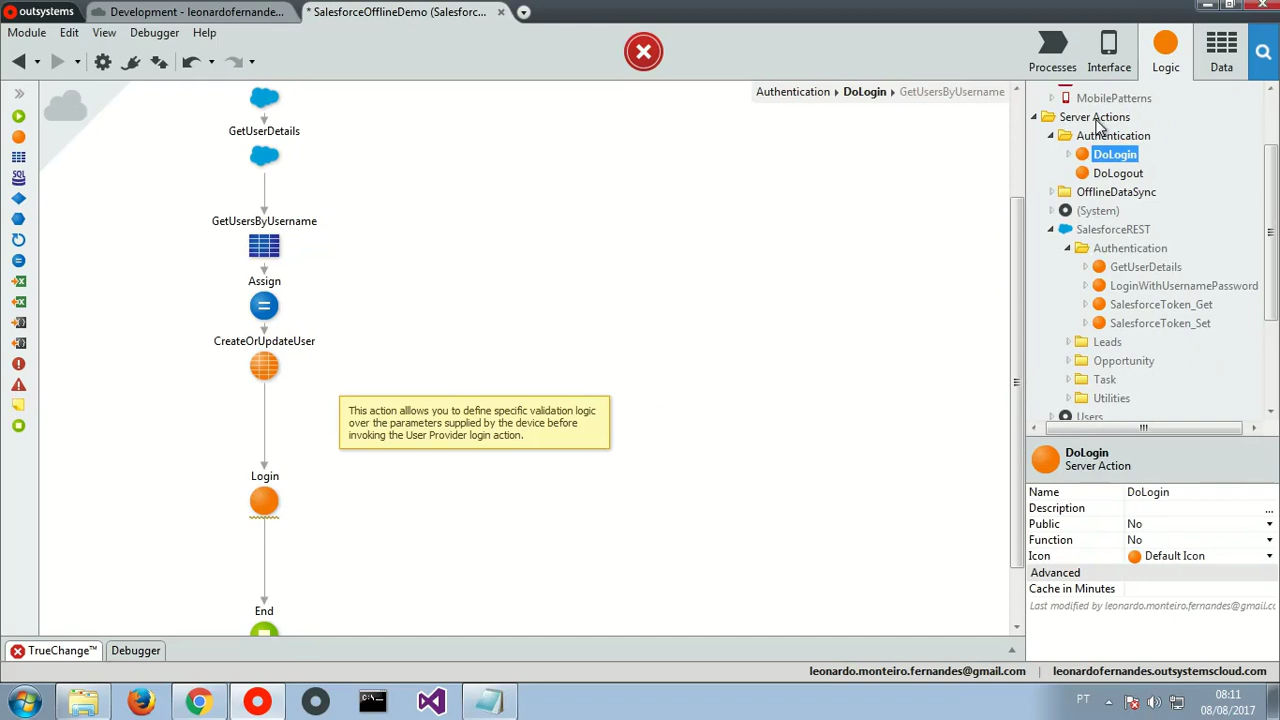 outsystems
Development - leonardofernande...
* SalesforceOfflineDemo (Salesforc...
Module Edit View Debugger Help
Processes
Interface
Logic
Data
Authentication DoLogin GetUsersByUsername
GetUserDetails
GetUsersByUsername
Assign
CreateOrUpdateUser
This action alllows you to define specific validation logic
over the parameters supplied by the device before
invoking the User Provider login action.
Login
End
SQL
MobilePatterns
Server Actions
Authentication
DoLogin
DoLogout
OfflineDataSync
(System)
SalesforceREST
Authentication
GetUserDetails
LoginWithUsernamePassword
SalesforceToken_Get
SalesforceToken_Set
Leads
Opportunity
Task
Utilities
Users
DoLogin
Server Action
Name DoLogin
Description ...
Public No
Function No
Icon Default Icon
Advanced
Cache in Minutes
Last modified by leonardo.monteiro.fernandes@gmail.co
TrueChange™ Debugger
leonardo.monteiro.fernandes@gmail.com leonardofernandes.outsystemscloud.com
PT
08:11
08/08/2017